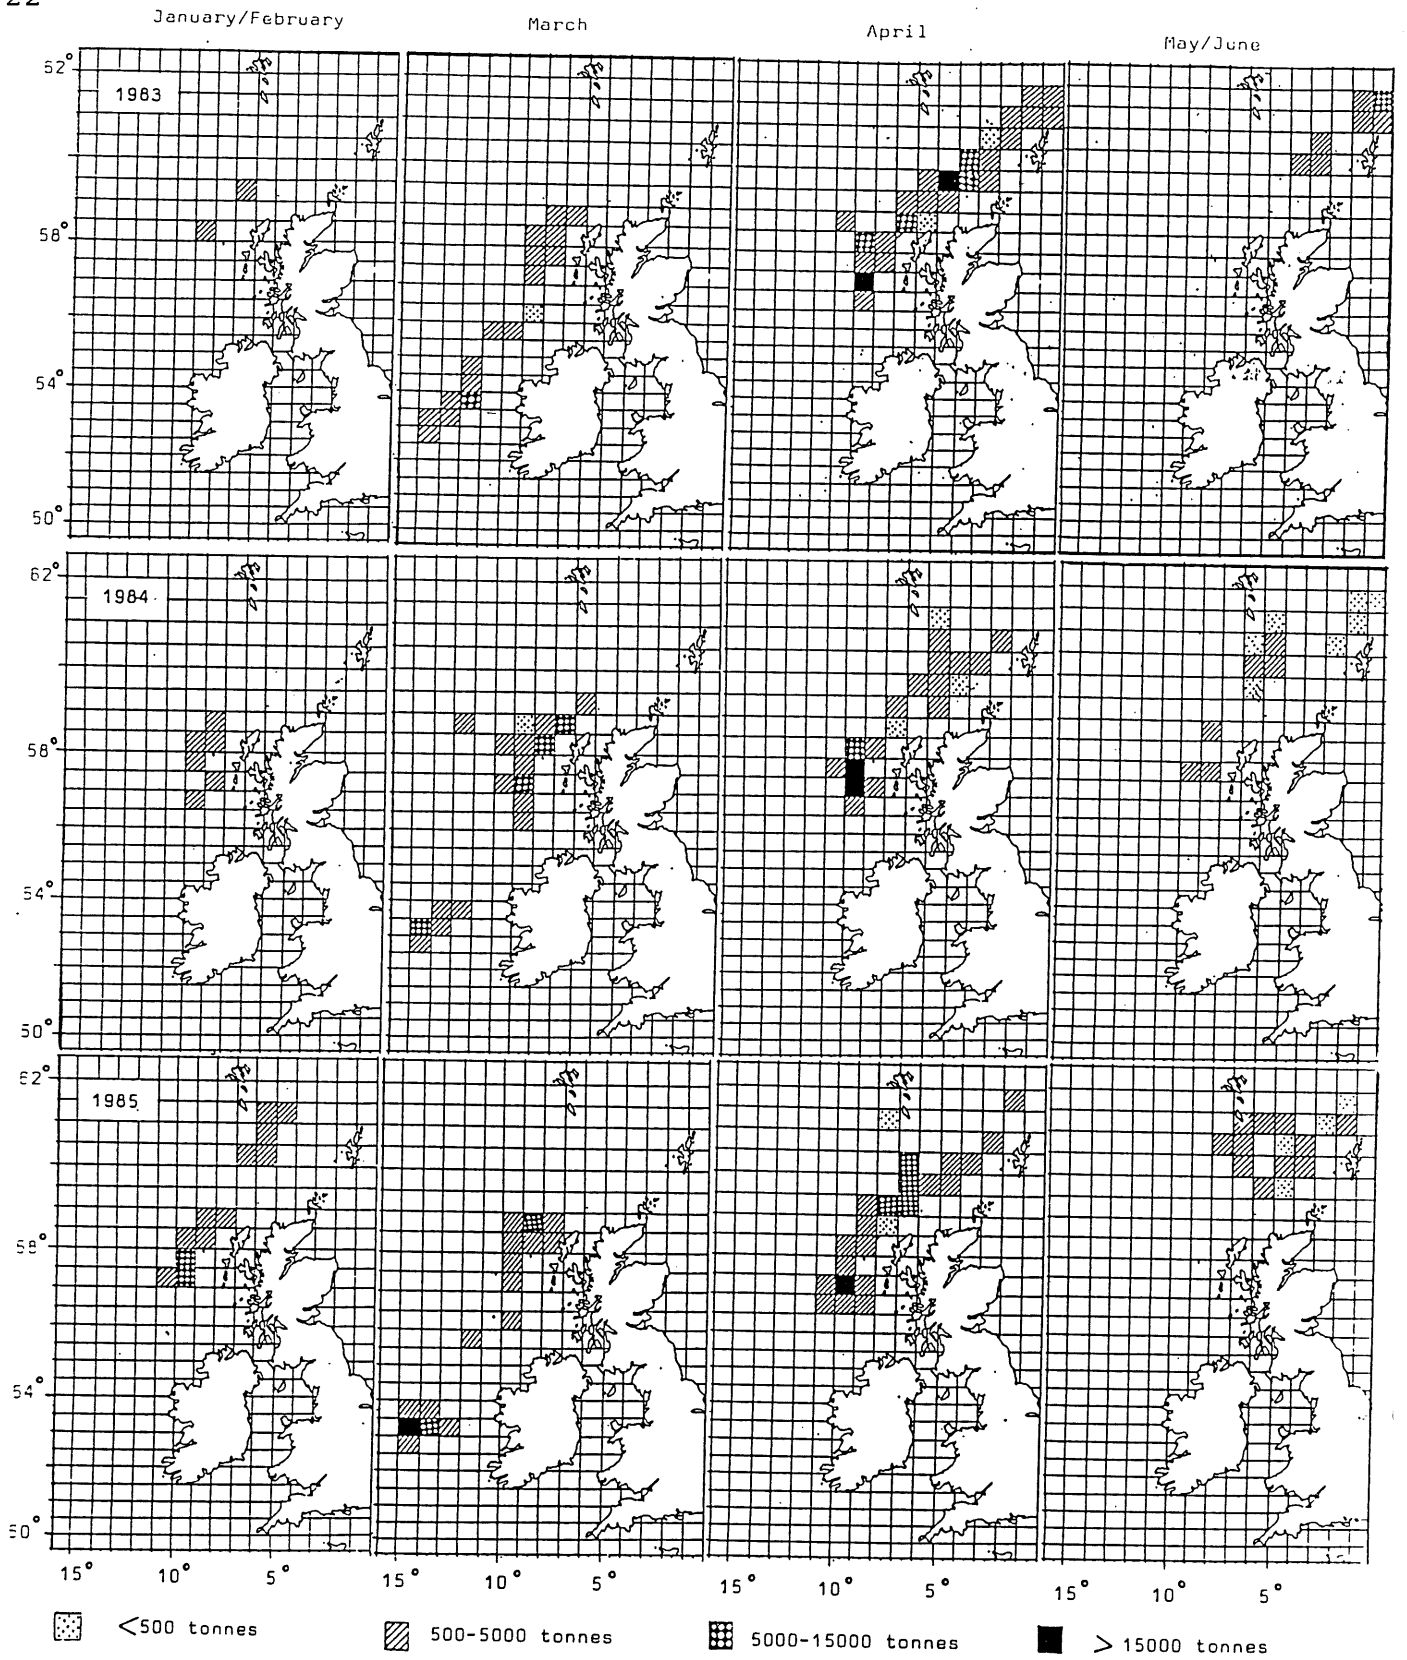 22
January/February
March
April
May/June
62°
1983
58°
54°
50°
62°
1984
58°
54°
50°
62°
1985
58°
54°
50°
15° 10° 5° 15° 10° 5° 15° 10° 5° 15° 10° 5°
<500 tonnes
500-5000 tonnes
5000-15000 tonnes
> 15000 tonnes